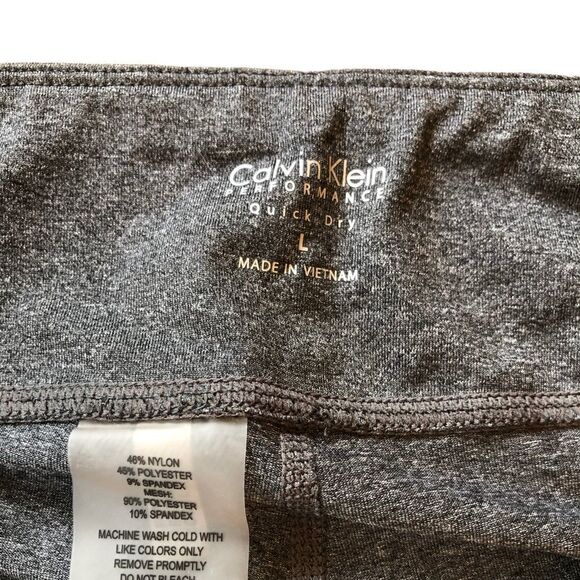 Calvin Klein
PERFORMANCE
Quick Dry
L
MADE IN VIETNAM
46% NYLON
45% POLYESTER
9% SPANDEX
MESH:
90% POLYESTER
10% SPANDEX
MACHINE WASH COLD WITH
LIKE COLORS ONLY
REMOVE PROMPTLY
DO NOT BLEACH